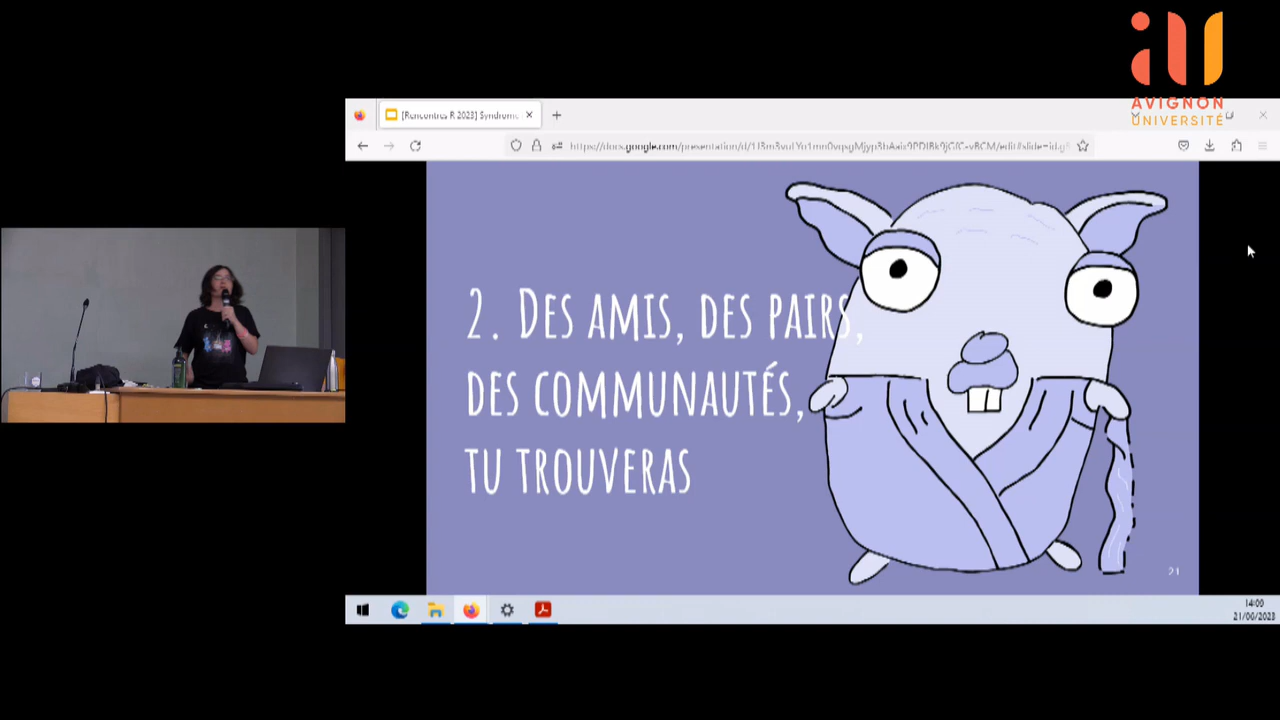 AVIGNON
UNIVERSITÉ
[Rencontres R 2023] Syndrome
2. DES AMIS, DES PAIRS,
DES COMMUNAUTÉS,
TU TROUVERAS
21
14:00
21/06/2023